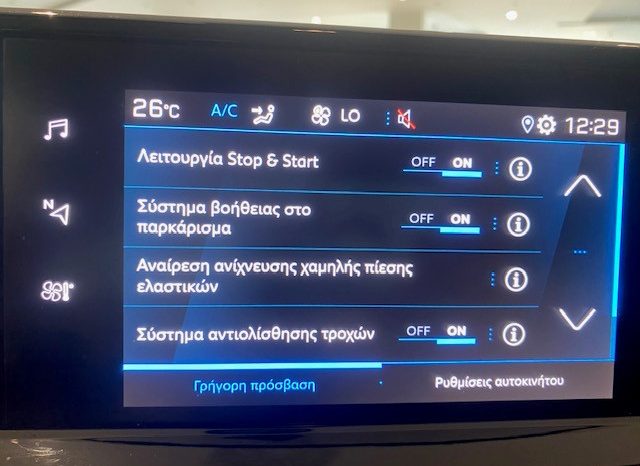 26°C A/C LO 12:29
Λειτουργία Stop & Start OFF ON
Σύστημα βοήθειας στο
παρκάρισμα OFF ON
Αναίρεση ανίχνευσης χαμηλής πίεσης
ελαστικών
Σύστημα αντιολίσθησης τροχών OFF ON
Γρήγορη πρόσβαση Ρυθμίσεις αυτοκινήτου
N